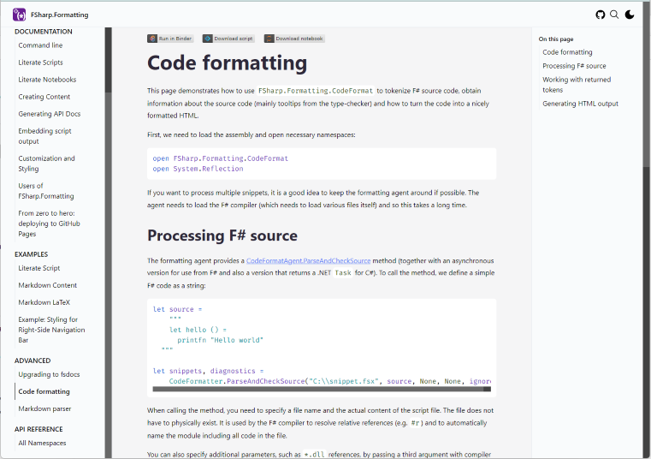 FSharp.Formatting
DOCUMENTATION
Command line
Literate Scripts
Literate Notebooks
Creating Content
Generating API Docs
Embedding script
output
Customization and
Styling
Users of
FSharp.Formatting
From zero to hero:
deploying to GitHub
Pages
EXAMPLES
Literate Script
Markdown Content
Markdown LaTeX
Example: Styling for
Right-Side Navigation
Bar
ADVANCED
Upgrading to fsdocs
Code formatting
Markdown parser
API REFERENCE
All Namespaces
Run in Binder Download script Download notebook
Code formatting
This page demonstrates how to use FSharp.Formatting.CodeFormat to tokenize F# source code, obtain
information about the source code (mainly tooltips from the type-checker) and how to turn the code into a nicely
formatted HTML.
First, we need to load the assembly and open necessary namespaces:
open FSharp.Formatting.CodeFormat
open System.Reflection
If you want to process multiple snippets, it is a good idea to keep the formatting agent around if possible. The
agent needs to load the F# compiler (which needs to load various files itself) and so this takes a long time.
Processing F# source
The formatting agent provides a CodeFormatAgent.ParseAndCheckSource method (together with an asynchronous
version for use from F# and also a version that returns a .NET Task for C#). To call the method, we define a simple
F# code as a string:
let source =
"""
let hello () =
printfn "Hello world"
"""
let snippets, diagnostics =
CodeFormatter.ParseAndCheckSource("C:\\snippet.fsx", source, None, None, ignor
When calling the method, you need to specify a file name and the actual content of the script file. The file does not
have to physically exist. It is used by the F# compiler to resolve relative references (e.g. #r) and to automatically
name the module including all code in the file.
You can also specify additional parameters, such as *.dll references, by passing a third argument with compiler
On this page
Code formatting
Processing F# source
Working with returned
tokens
Generating HTML output